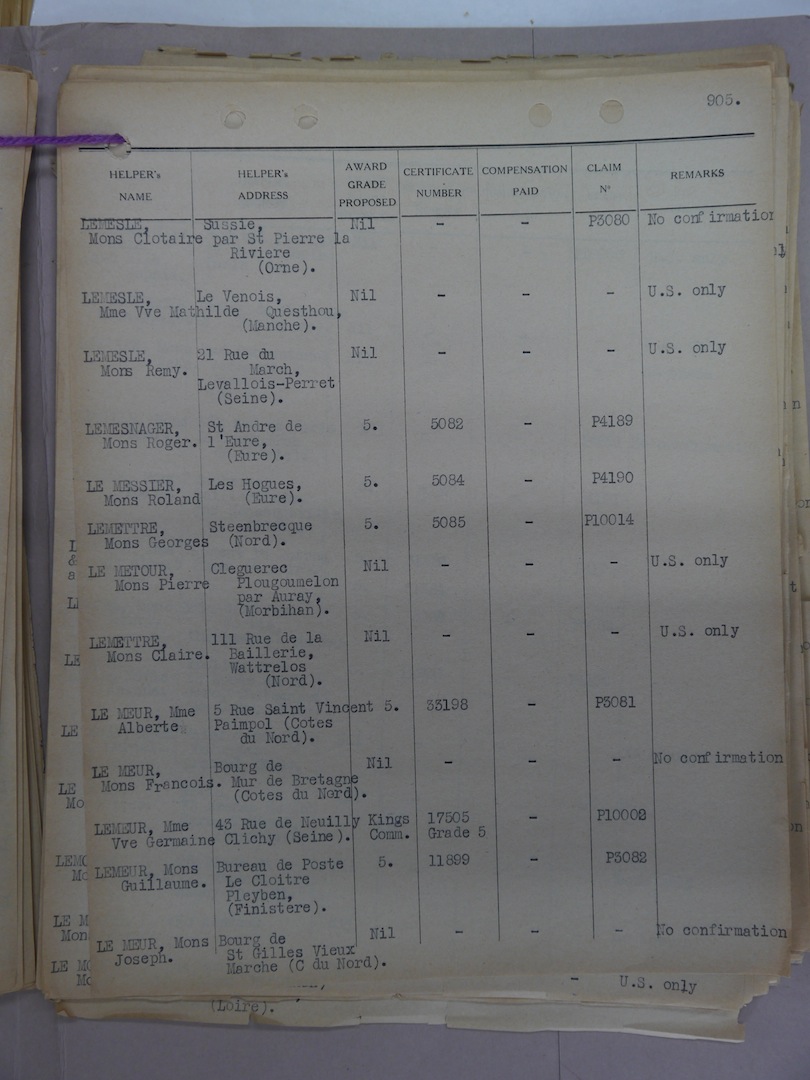 905.
HELPER's NAME HELPER's ADDRESS AWARD GRADE PROPOSED CERTIFICATE NUMBER COMPENSATION PAID CLAIM Nº REMARKS
LEMESLE, Sussie, Nil - - P3080 No confirmation
Mons Clotaire par St Pierre la
Riviere
(Orne).
LEMESLE, Le Venois, Nil - - - U.S. only
Mme Vve Mathilde Questhou,
(Manche).
LEMESLE, 21 Rue du Nil - - - U.S. only
Mons Remy. March,
Levallois-Perret
(Seine).
LEMESNAGER, St Andre de 5. 5082 - P4189
Mons Roger. l'Eure,
(Eure).
LE MESSIER, Les Hogues, 5. 5084 - P4190
Mons Roland (Eure).
LEMETTRE, Steenbrecque 5. 5085 - P10014
Mons Georges (Nord).
LE METOUR, Cleguerec Nil - - - U.S. only
Mons Pierre Plougoumelon
par Auray,
(Morbihan).
LEMETTRE, 111 Rue de la Nil - - - U.S. only
Mons Claire. Baillerie,
Wattrelos
(Nord).
LE MEUR, Mme 5 Rue Saint Vincent 5. 33198 - P3081
Alberte. Paimpol (Cotes
du Nord).
LE MEUR, Bourg de Nil - - - No confirmation
Mons Francois. Mur de Bretagne
(Cotes du Nord).
LEMEUR, Mme 43 Rue de Neuilly Kings 17505 - P10002
Vve Germaine Clichy (Seine). Comm. Grade 5
LEMEUR, Mons Bureau de Poste 5. 11899 - P3082
Guillaume. Le Cloitre
Pleyben,
(Finistere).
LE MEUR, Mons Bourg de Nil - - - No confirmation
Joseph. St Gilles Vieux
Marche (C du Nord).
- U.S. only
(Loire).